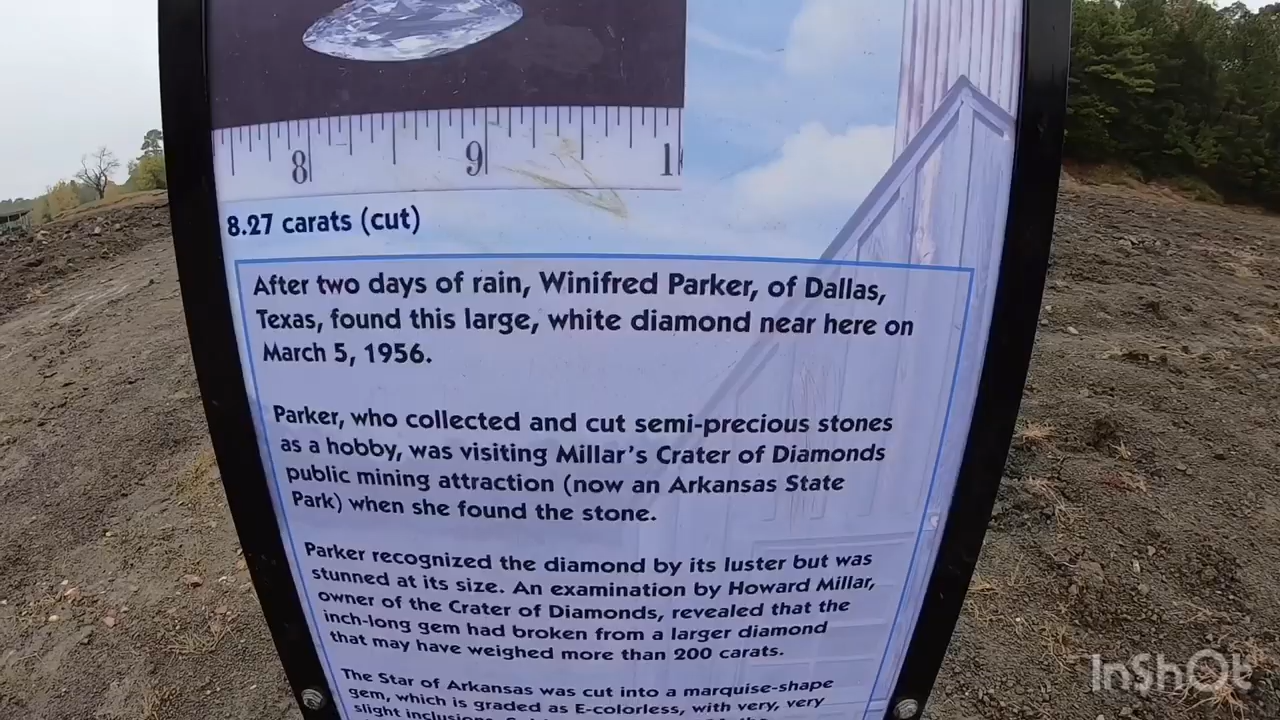 8 9 1
8.27 carats (cut)
After two days of rain, Winifred Parker, of Dallas,
Texas, found this large, white diamond near here on
March 5, 1956.
Parker, who collected and cut semi-precious stones
as a hobby, was visiting Millar's Crater of Diamonds
public mining attraction (now an Arkansas State
Park) when she found the stone.
Parker recognized the diamond by its luster but was
stunned at its size. An examination by Howard Millar,
owner of the Crater of Diamonds, revealed that the
inch-long gem had broken from a larger diamond
that may have weighed more than 200 carats.
The Star of Arkansas was cut into a marquise-shape
gem, which is graded as E-colorless, with very, very
slight
InShOt